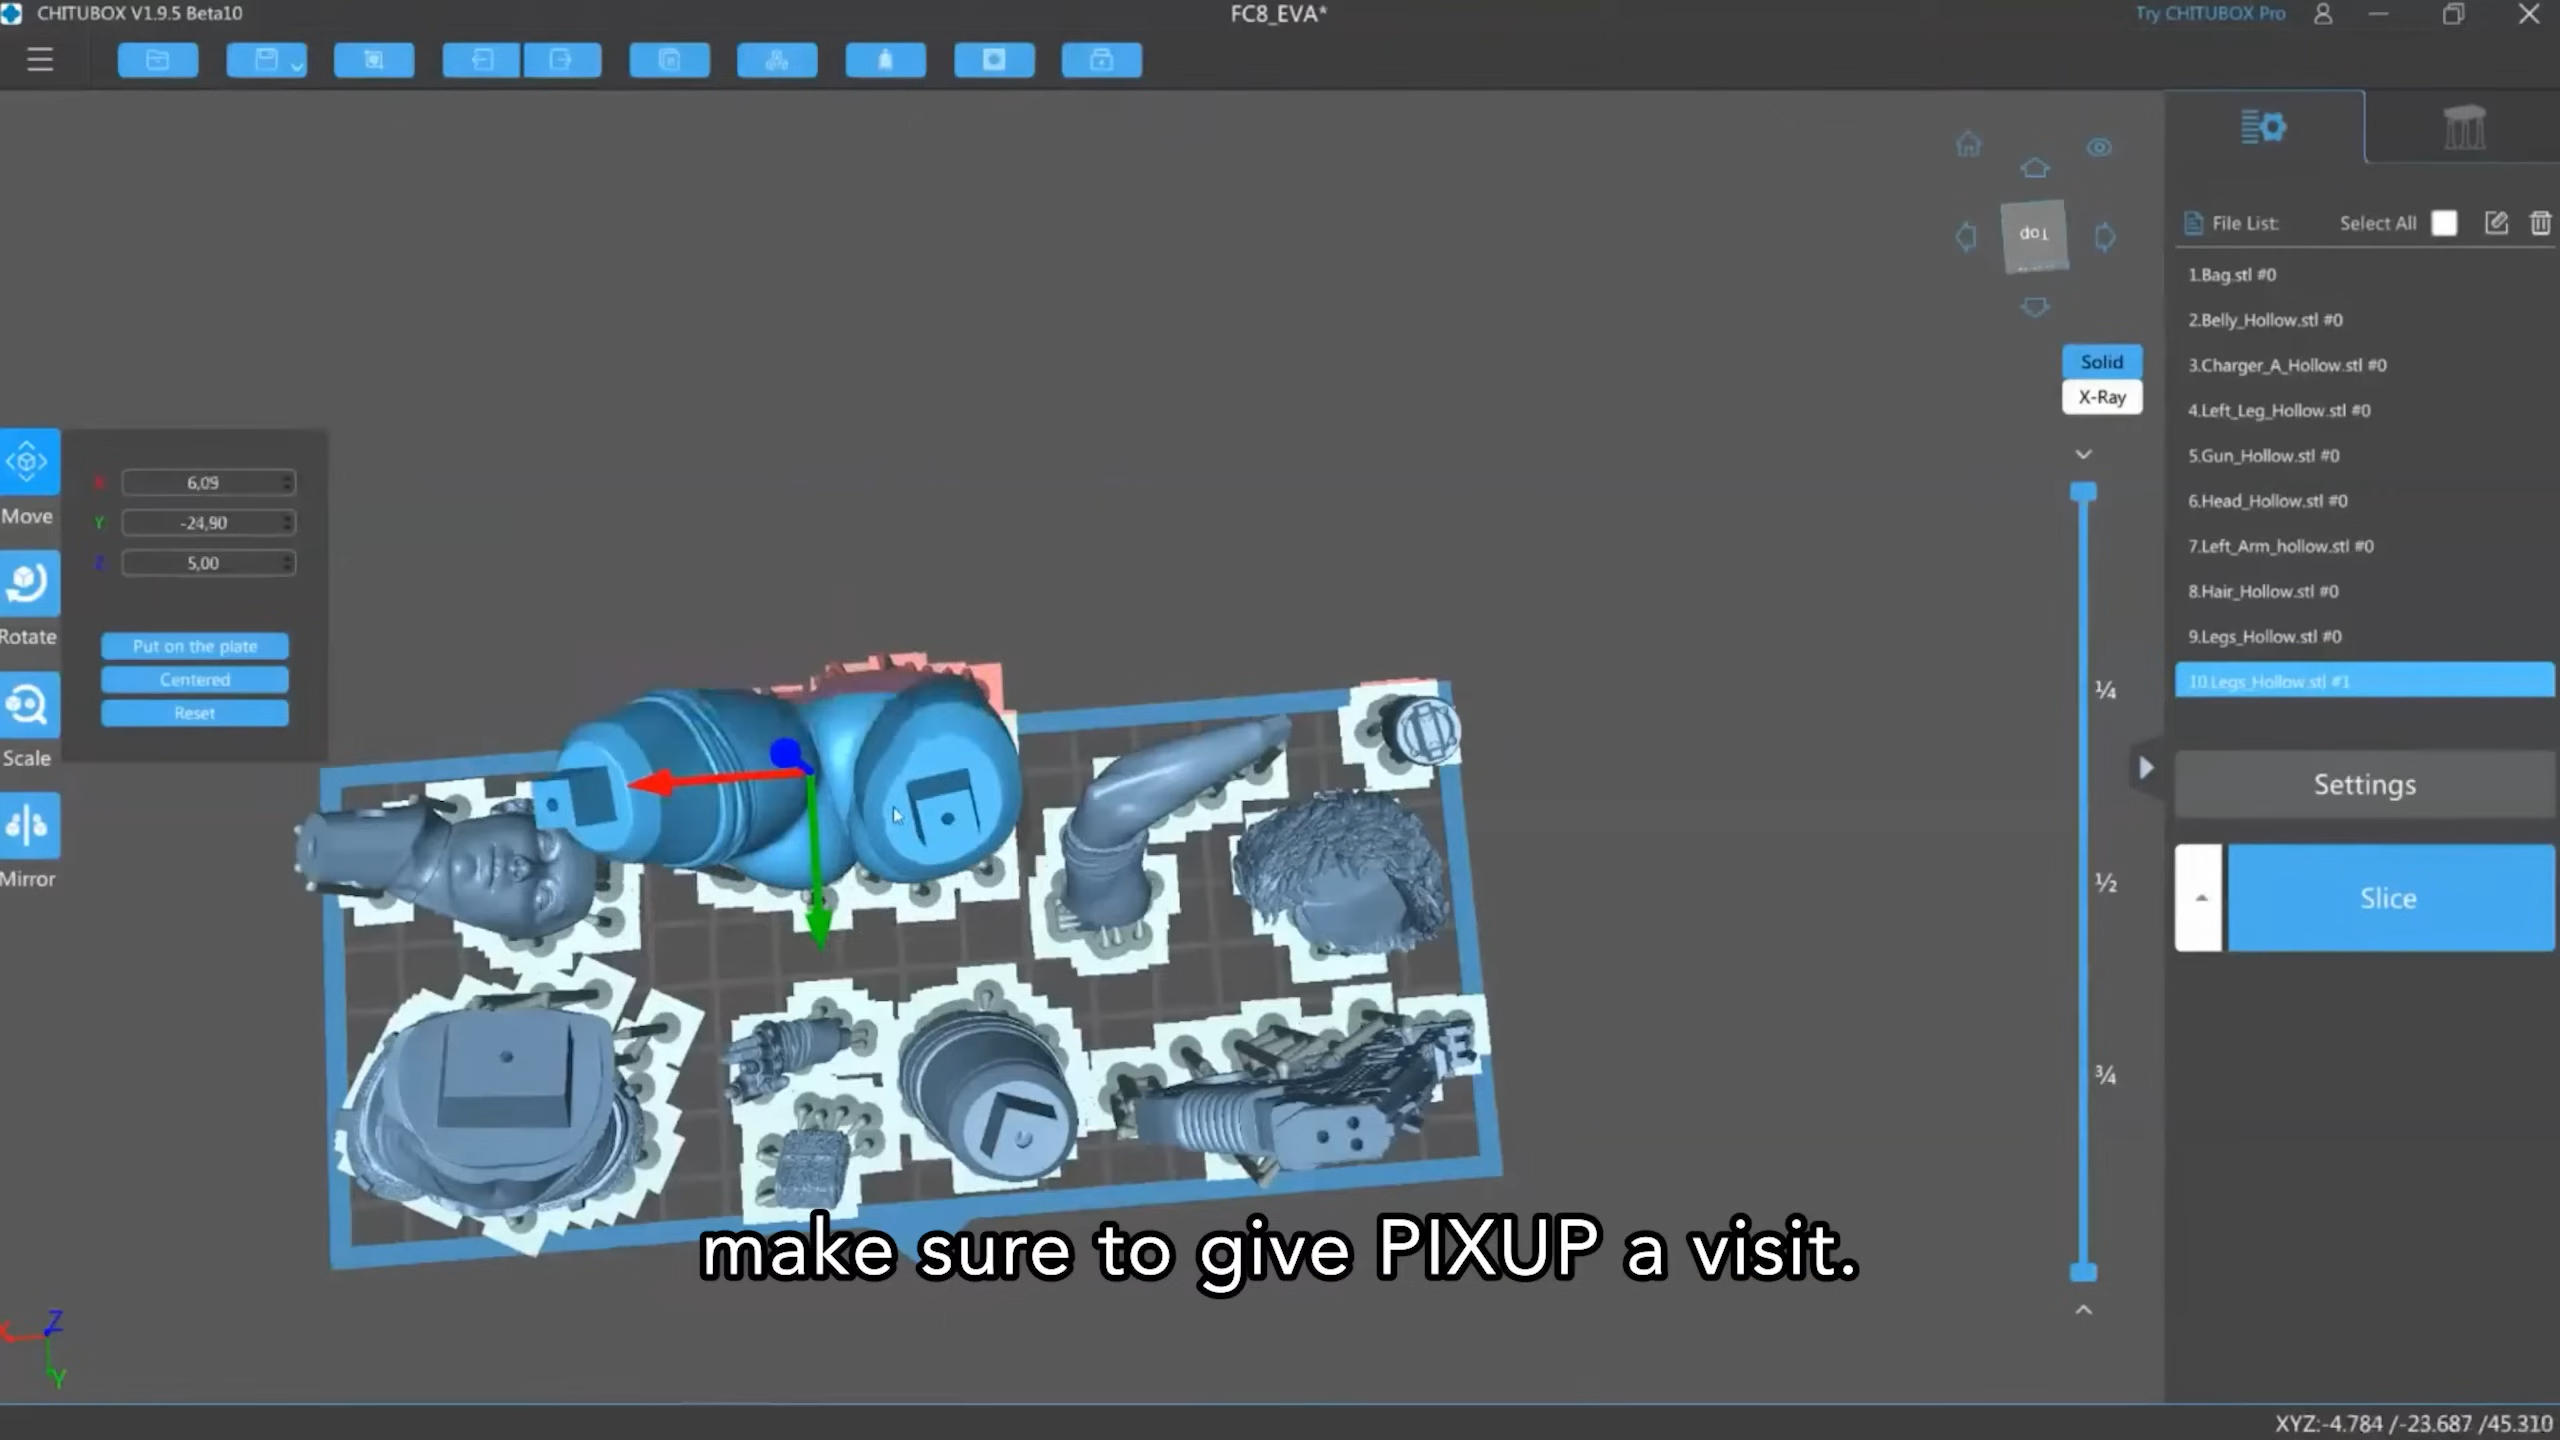 CHITUBOX V1.9.5 Beta10
FC8_EVA*
Try CHITUBOX Pro
File List:
Select All
1.Bag.stl #0
2.Belly_Hollow.stl #0
3.Charger_A_Hollow.stl #0
4.Left_Leg_Hollow.stl #0
5.Gun_Hollow.stl #0
6.Head_Hollow.stl #0
7.Left_Arm_hollow.stl #0
8.Hair_Hollow.stl #0
9.Legs_Hollow.stl #0
10.Legs_Hollow.stl #1
Settings
Slice
Top
Solid
X-Ray
¼
½
¾
Move
Rotate
Scale
Mirror
X: 6,09
Y: -24,90
Z: 5,00
Put on the plate
Centered
Reset
make sure to give PIXUP a visit.
Z
X
Y
XYZ:-4.784 /-23.687 /45.310